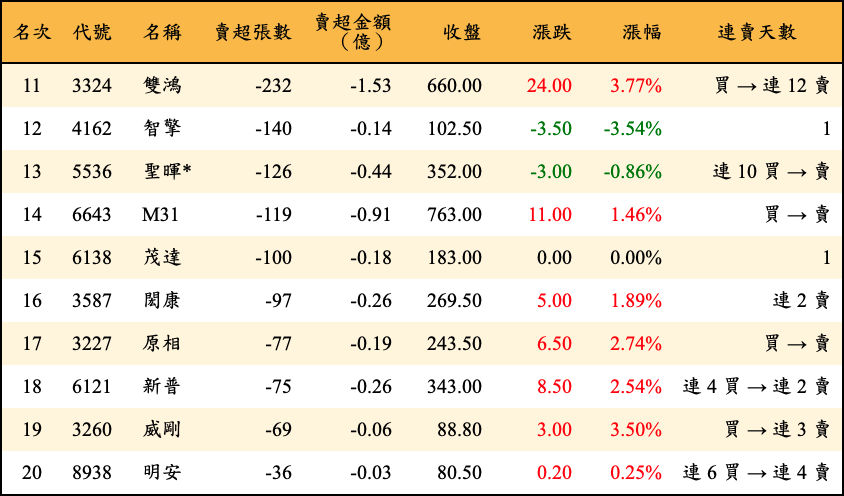 名次 代號 名稱 賣超張數 賣超金額（億） 收盤 漲跌 漲幅 連賣天數
11 3324 雙鴻 -232 -1.53 660.00 24.00 3.77% 買 → 連 12 賣
12 4162 智擎 -140 -0.14 102.50 -3.50 -3.54% 1
13 5536 聖暉* -126 -0.44 352.00 -3.00 -0.86% 連 10 買 → 賣
14 6643 M31 -119 -0.91 763.00 11.00 1.46% 買 → 賣
15 6138 茂達 -100 -0.18 183.00 0.00 0.00% 1
16 3587 閎康 -97 -0.26 269.50 5.00 1.89% 連 2 賣
17 3227 原相 -77 -0.19 243.50 6.50 2.74% 買 → 賣
18 6121 新普 -75 -0.26 343.00 8.50 2.54% 連 4 買 → 連 2 賣
19 3260 威剛 -69 -0.06 88.80 3.00 3.50% 買 → 連 3 賣
20 8938 明安 -36 -0.03 80.50 0.20 0.25% 連 6 買 → 連 4 賣